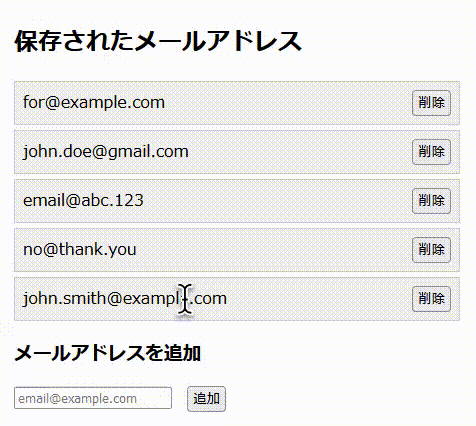 保存されたメールアドレス
for@example.com 削除
john.doe@gmail.com 削除
email@abc.123 削除
no@thank.you 削除
john.smith@example.com 削除
メールアドレスを追加
email@example.com 追加